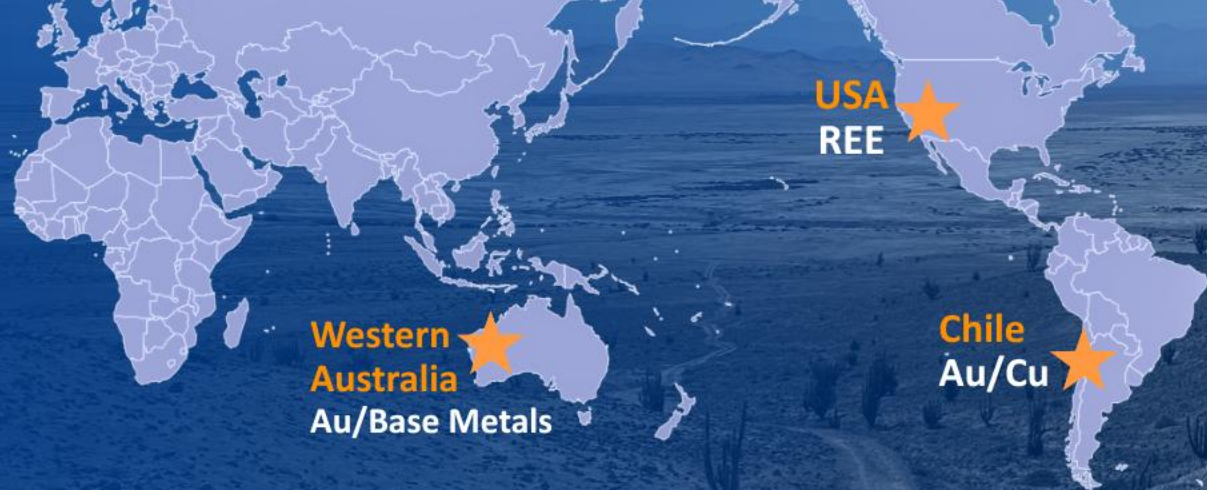 USA
REE
Western
Australia
Au/Base Metals
Chile
Au/Cu